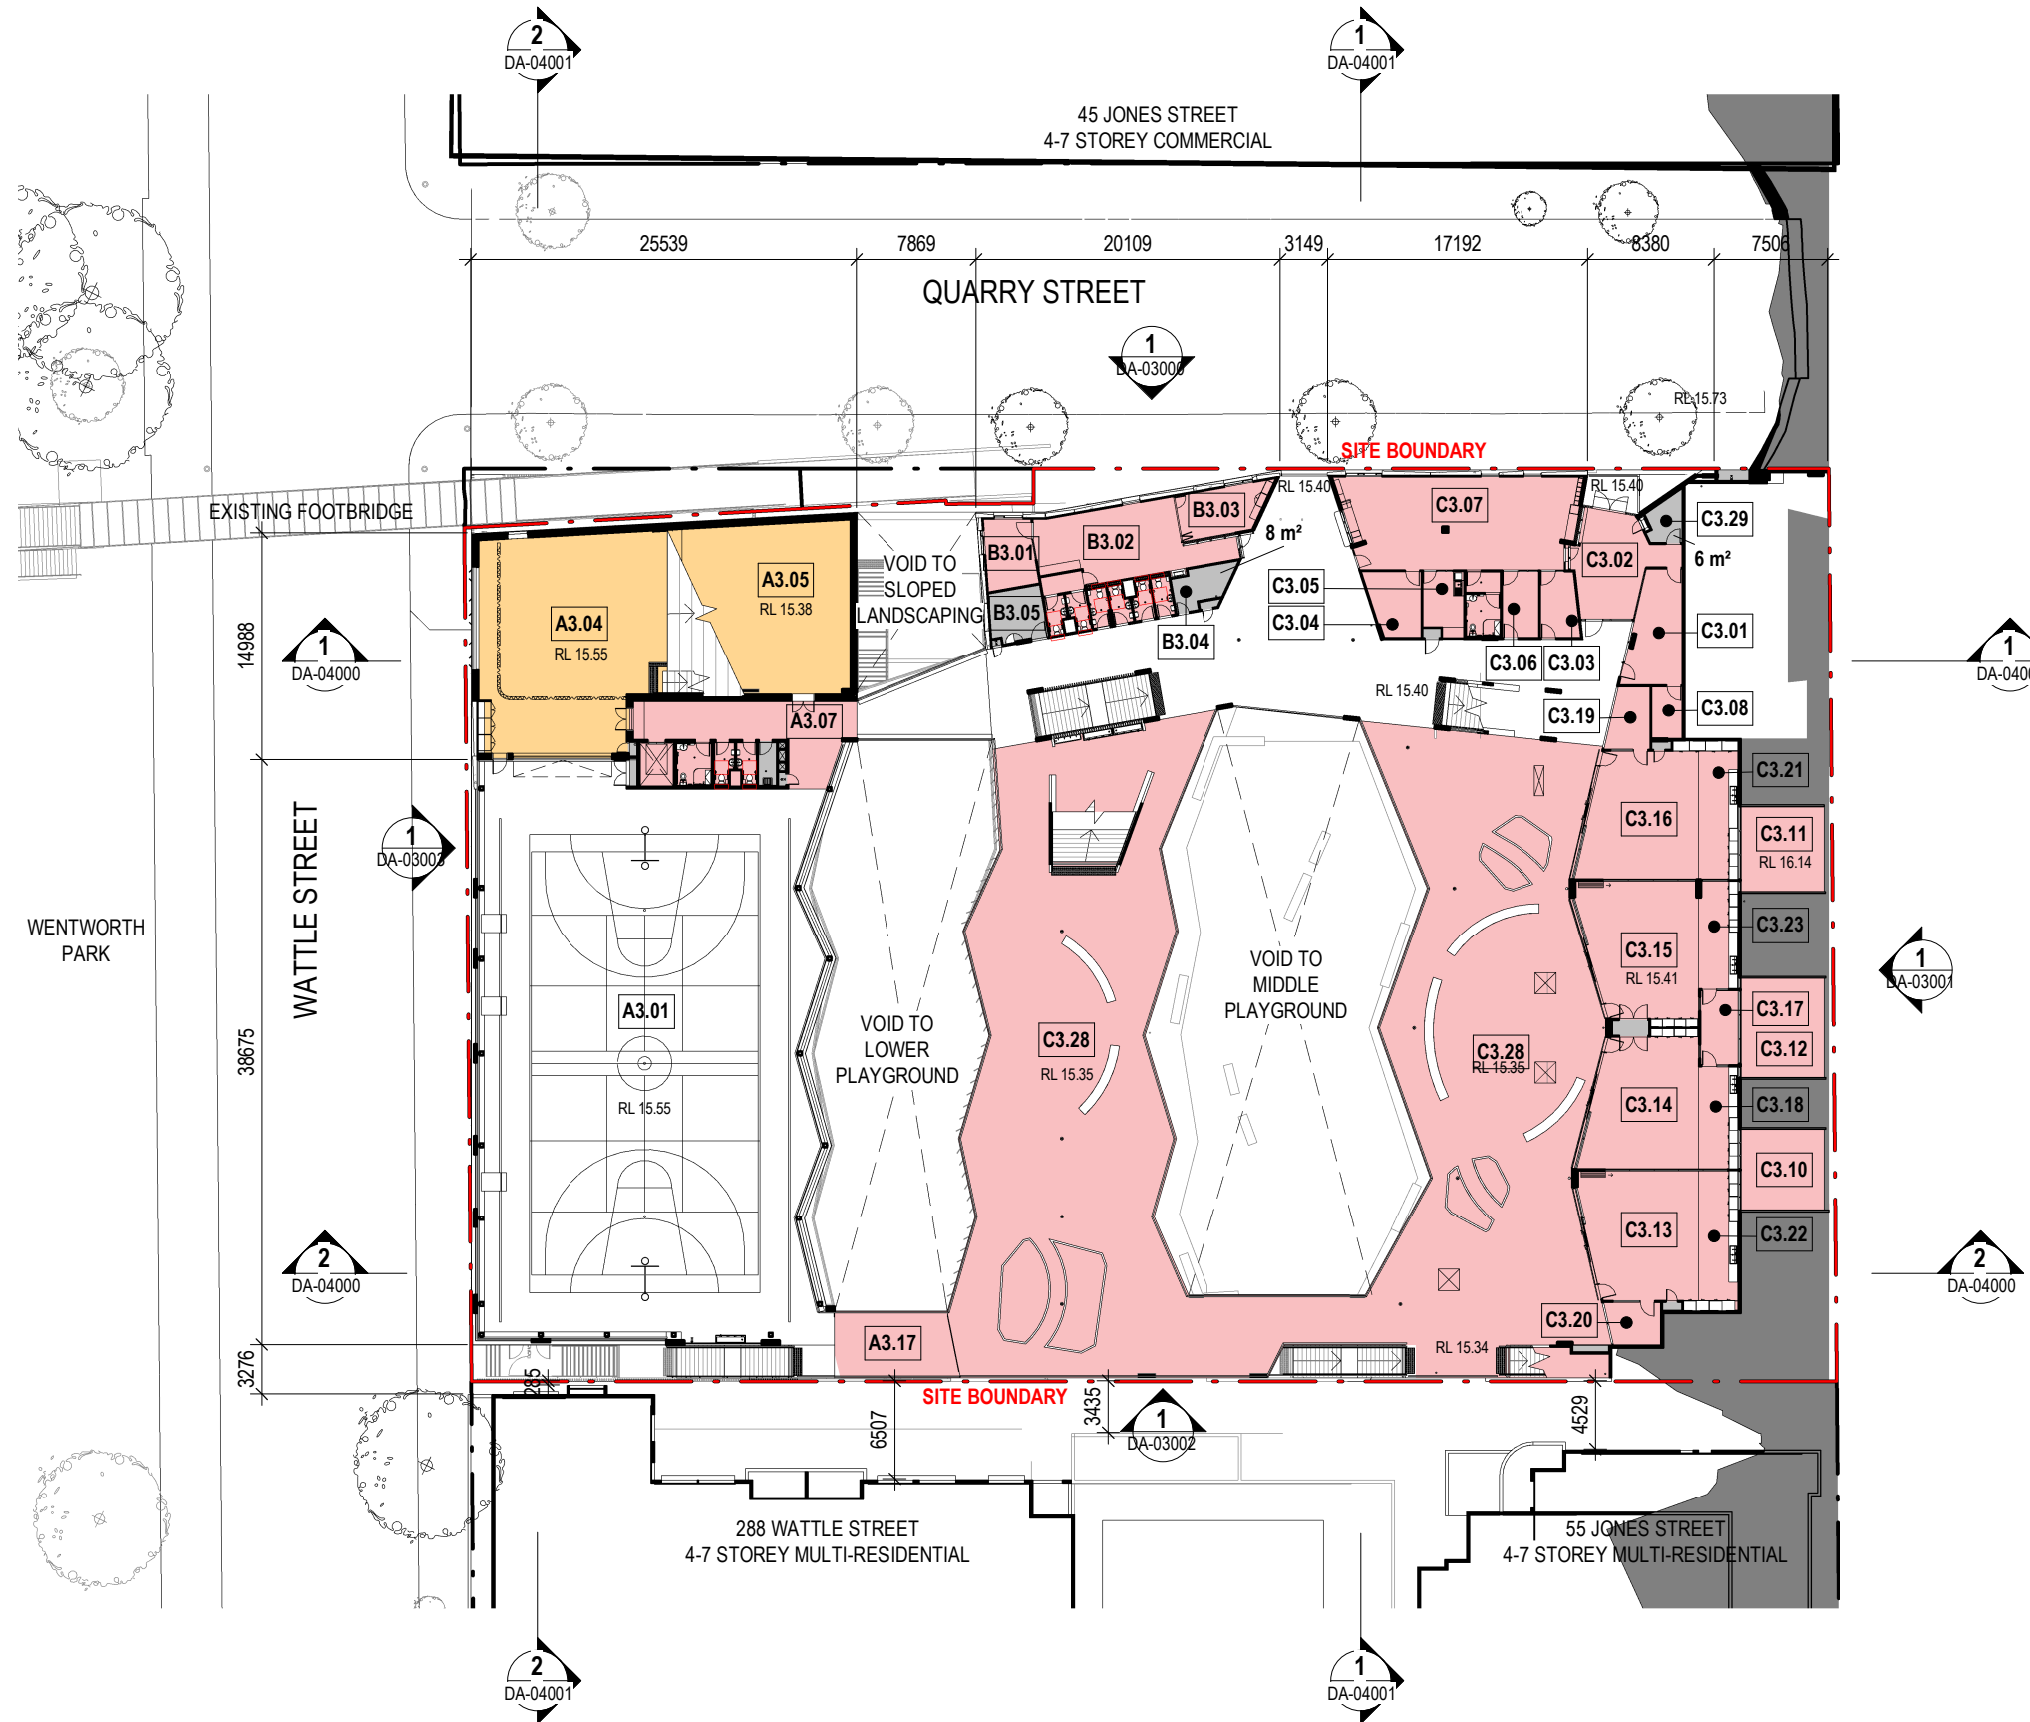 2
DA-04001
1
DA-04001
45 JONES STREET
4-7 STOREY COMMERCIAL
25539
7869
20109
3149
17192
8380
7506
QUARRY STREET
1
DA-03000
RL 15.73
SITE BOUNDARY
EXISTING FOOTBRIDGE
RL 15.40
RL 15.40
C3.07
B3.03
C3.29
8 m²
6 m²
B3.01
B3.02
C3.02
VOID TO
SLOPED
LANDSCAPING
A3.05
RL 15.38
C3.05
A3.04
RL 15.55
B3.05
C3.04
C3.01
B3.04
14988
1
DA-04000
C3.06
C3.03
1
DA-04000
RL 15.40
C3.08
C3.19
A3.07
C3.21
C3.16
C3.11
RL 16.14
WATTLE STREET
1
DA-03003
WENTWORTH
PARK
C3.23
C3.15
RL 15.41
VOID TO
MIDDLE
PLAYGROUND
1
DA-03001
A3.01
C3.17
VOID TO
LOWER
PLAYGROUND
38675
C3.28
RL 15.35
C3.28
RL 15.35
C3.12
RL 15.55
C3.14
C3.18
C3.10
C3.13
C3.22
2
DA-04000
2
DA-04000
C3.20
A3.17
RL 15.34
3276
285
SITE BOUNDARY
6507
3435
1
DA-03002
4529
288 WATTLE STREET
4-7 STOREY MULTI-RESIDENTIAL
55 JONES STREET
4-7 STOREY MULTI-RESIDENTIAL
2
DA-04001
1
DA-04001